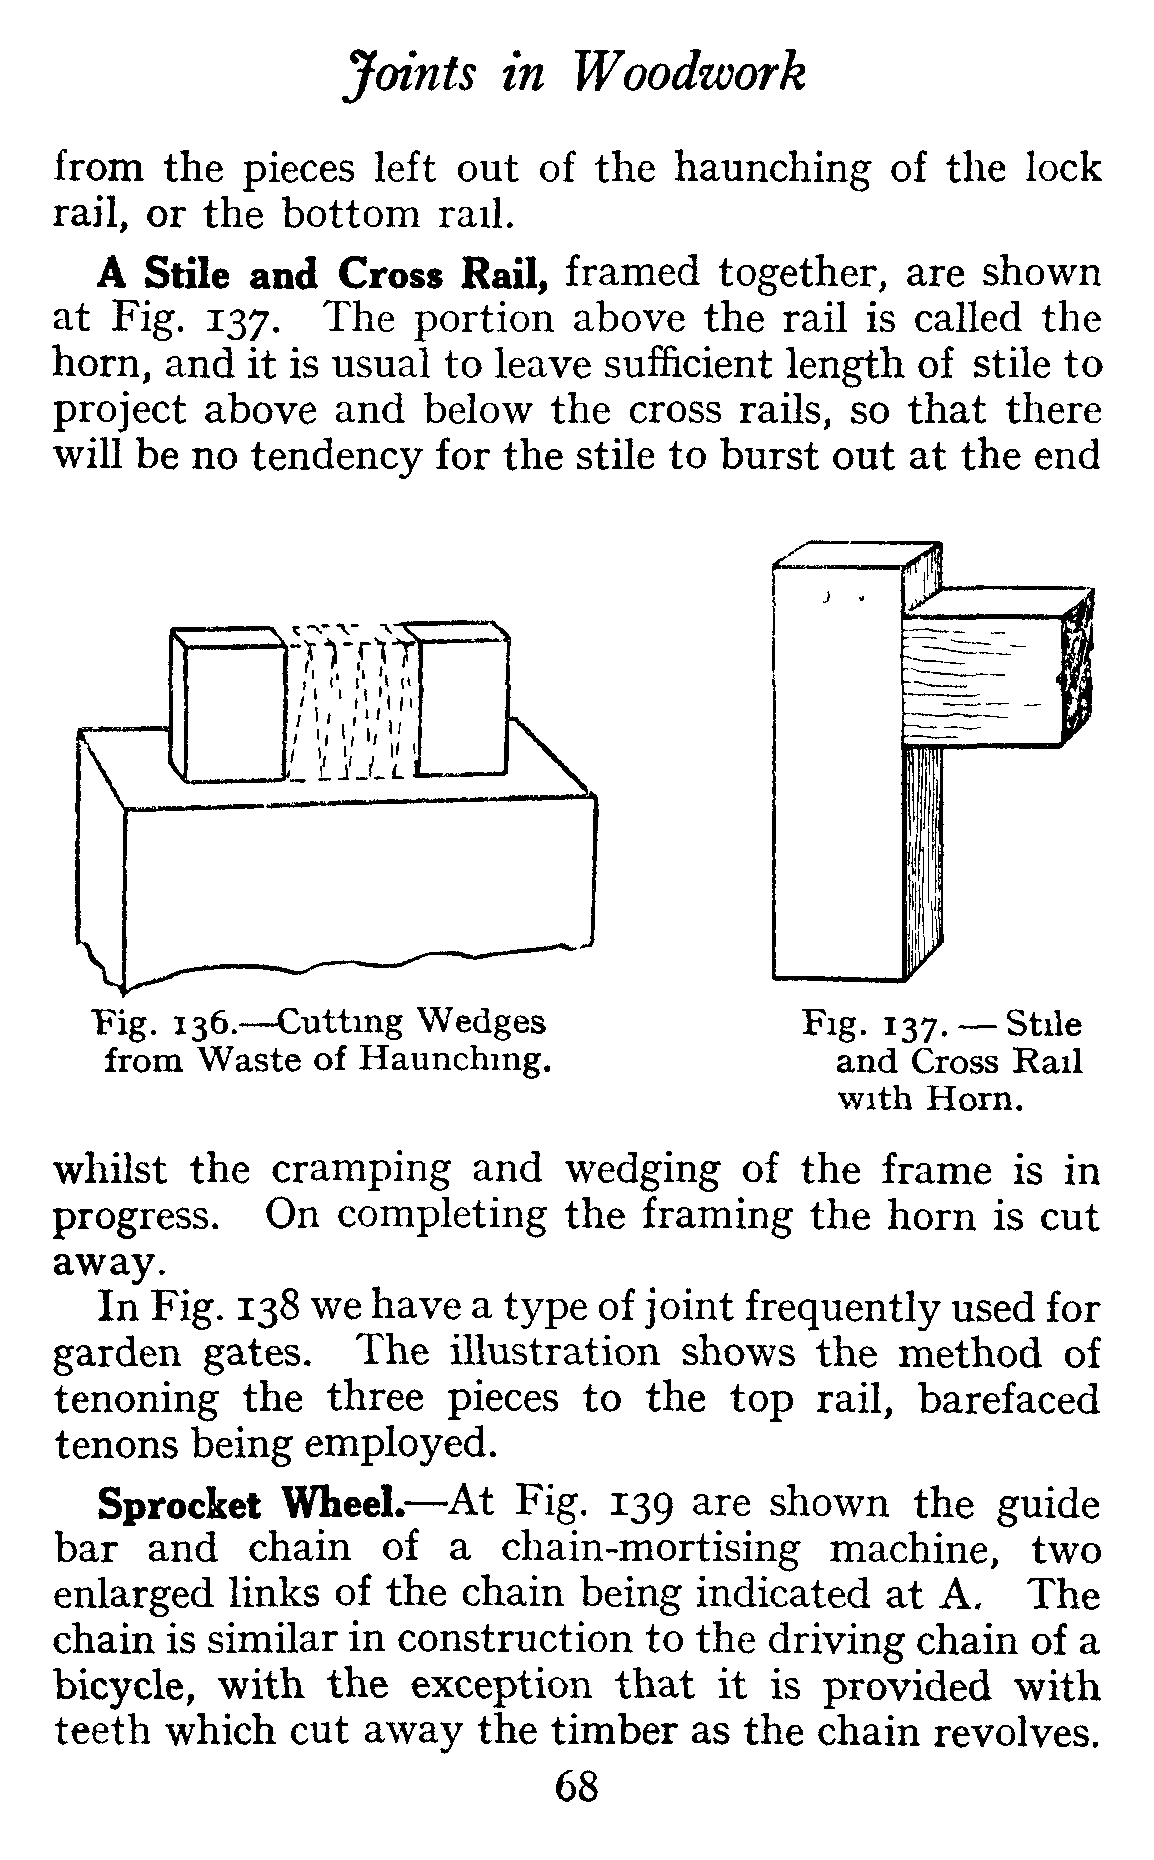 Joints in Woodwork
from the pieces left out of the haunching of the lock
rail, or the bottom rail.
A Stile and Cross Rail, framed together, are shown
at Fig. 137. The portion above the rail is called the
horn, and it is usual to leave sufficient length of stile to
project above and below the cross rails, so that there
will be no tendency for the stile to burst out at the end
Fig. 136.—Cutting Wedges
from Waste of Haunching.
Fig. 137. — Stile
and Cross Rail
with Horn.
whilst the cramping and wedging of the frame is in
progress. On completing the framing the horn is cut
away.
In Fig. 138 we have a type of joint frequently used for
garden gates. The illustration shows the method of
tenoning the three pieces to the top rail, barefaced
tenons being employed.
Sprocket Wheel.—At Fig. 139 are shown the guide
bar and chain of a chain-mortising machine, two
enlarged links of the chain being indicated at A. The
chain is similar in construction to the driving chain of a
bicycle, with the exception that it is provided with
teeth which cut away the timber as the chain revolves.
68